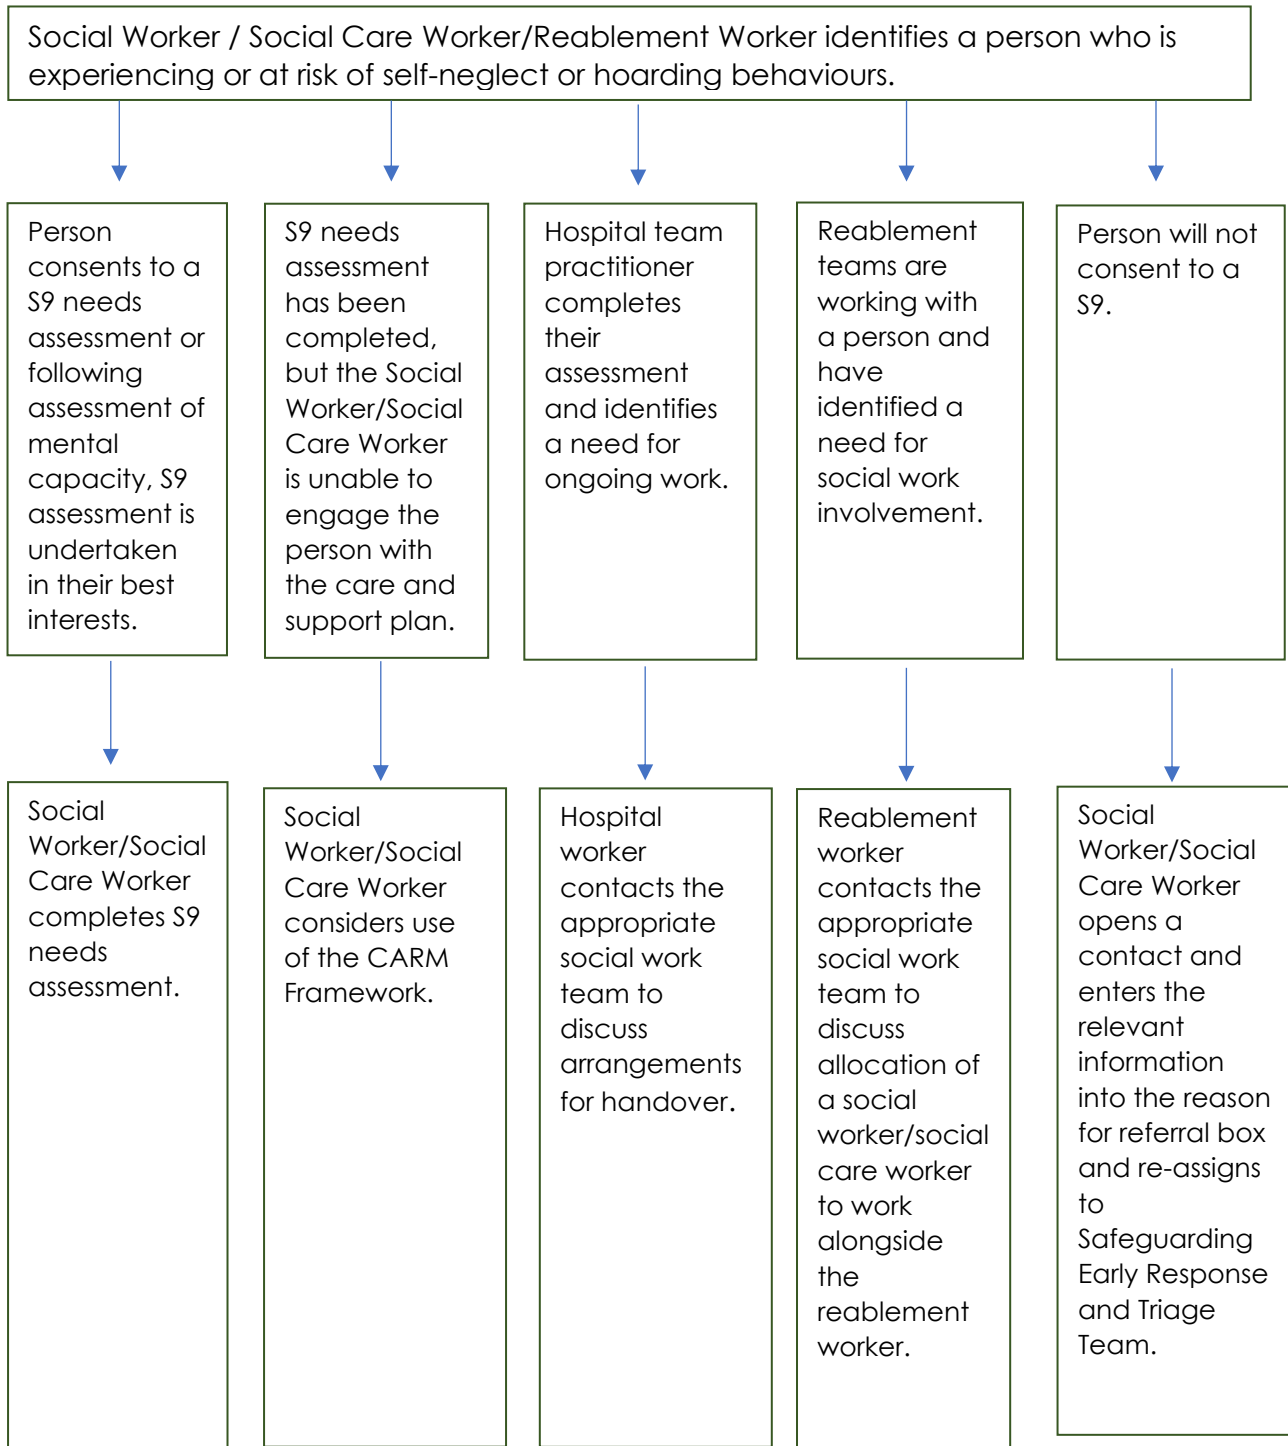 Social Worker / Social Care Worker/Reablement Worker identifies a person who is
experiencing or at risk of self-neglect or hoarding behaviours.
Person
consents to a
S9 needs
assessment or
following
assessment of
mental
capacity, S9
assessment is
undertaken
in their best
interests.
S9 needs
assessment
has been
completed,
but the Social
Worker/Social
Care Worker
is unable to
engage the
person with
the care and
support plan.
Hospital team
practitioner
completes
their
assessment
and identifies
a need for
ongoing work.
Reablement
teams are
working with
a person and
have
identified a
need for
social work
involvement.
Person will not
consent to a
S9.
Social
Worker/Social
Care Worker
completes S9
needs
assessment.
Social
Worker/Social
Care Worker
considers use
of the CARM
Framework.
Hospital
worker
contacts the
appropriate
social work
team to
discuss
arrangements
for handover.
Reablement
worker
contacts the
appropriate
social work
team to
discuss
allocation of
a social
worker/social
care worker
to work
alongside
the
reablement
worker.
Social
Worker/Social
Care Worker
opens a
contact and
enters the
relevant
information
into the reason
for referral box
and re-assigns
to
Safeguarding
Early Response
and Triage
Team.